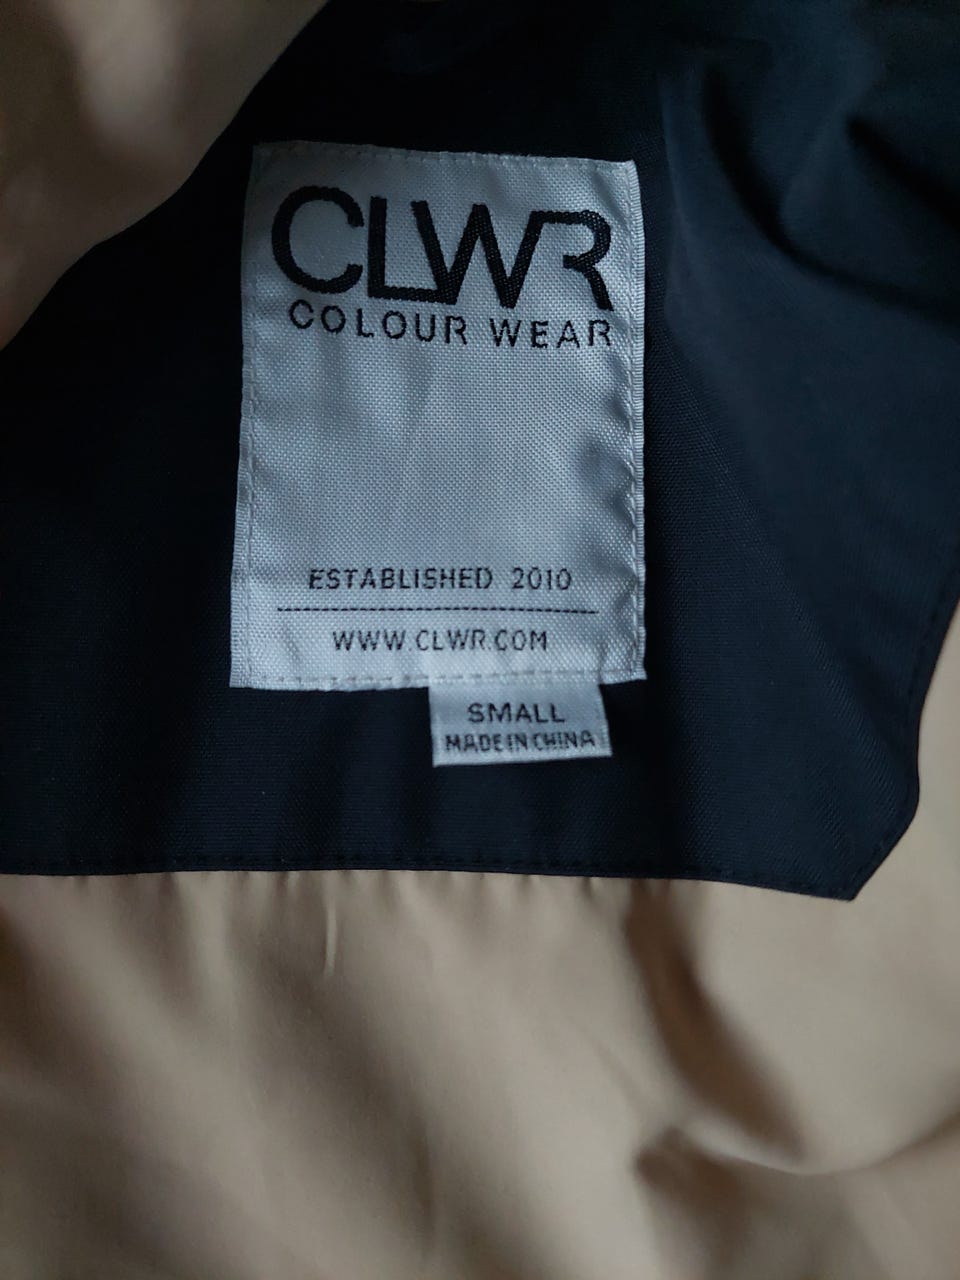 CLWR
COLOUR WEAR
ESTABLISHED 2010
WWW.CLWR.COM
SMALL
MADE IN CHINA